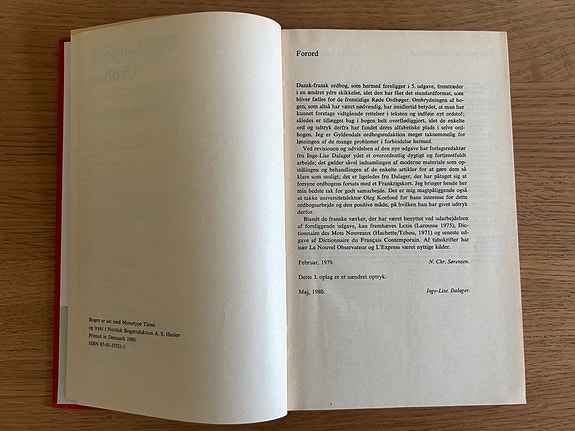 Bogen er sat med Monotype Times
og trykt i Nordisk Bogproduktion A. S. Haslev
Printed in Denmark 1980
ISBN 87-01-13721-1
Forord
Dansk-fransk ordbog, som hermed foreligger i 5. udgave, fremtræder
i en ændret ydre skikkelse, idet den har fået det standardformat, som
bliver fælles for de fremtidige Røde Ordbøger. Ombrydningen af bo-
gen, som altså har været nødvendig, har imidlertid betydet, at man har
kunnet foretage vidtgående rettelser i teksten og indføje nyt ordstof;
således er tillægget bag i bogen helt overflødiggjort, idet de enkelte
ord og udtryk derfra har fundet deres alfabetiske plads i selve ord-
bogen. Jeg er Gyldendals ordbogsredaktion meget taknemmelig for
løsningen af de mange problemer i forbindelse hermed.
Ved revisionen og udvidelsen af den nye udgave har forlagsredaktør
fru Inge-Lise Dalager ydet et overordentlig dygtigt og fortjenstfuldt
arbejde; det gælder såvel indsamlingen af moderne materiale som op-
stillingen og behandlingen af de enkelte artikler for at gøre dem så
klare som muligt; det er ligeledes fru Dalager, der har påtaget sig at
forsyne ordbogens forsats med et Frankrigskort. Jeg bringer hende her
min bedste tak for godt samarbejde. Det er mig magtpåliggende også
at takke universitetslektor Oleg Koefoed for hans interesse for dette
ordbogsarbejde og den positive måde, på hvilken han har givet udtryk
derfor.
Blandt de franske værker, der har været benyttet ved udarbejdelsen
af foreliggende udgave, kan fremhæves Lexis (Larousse 1975), Dic-
tionnaire des Mots Nouveaux (Hachette/Tchou, 1971) og seneste ud-
gave af Dictionnaire du Français Contemporain. Af tidsskrifter har
især Le Nouvel Observateur og L'Express været nyttige kilder.
Februar, 1979. N. Chr. Sørensen.
Dette 3. oplag er et uændret optryk.
Maj, 1980. Inge-Lise Dalager.